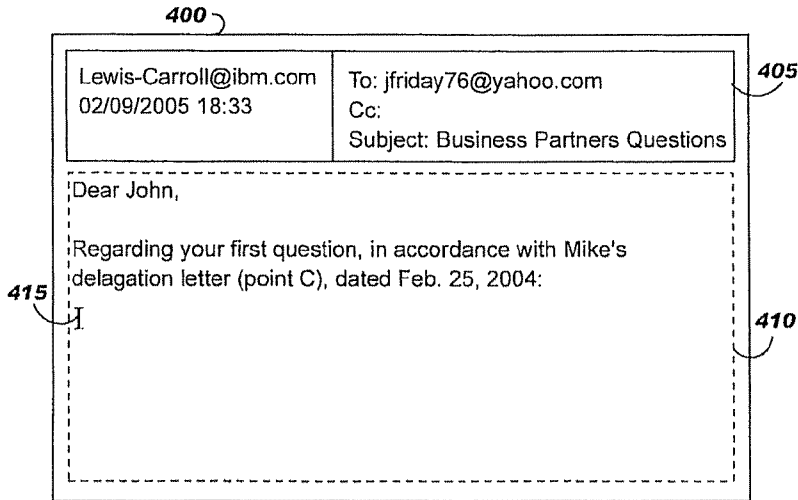 400
Lewis-Carroll@ibm.com
02/09/2005 18:33
To: jfriday76@yahoo.com
Cc:
Subject: Business Partners Questions
405
Dear John,
Regarding your first question, in accordance with Mike's
delagation letter (point C), dated Feb. 25, 2004:
415
410